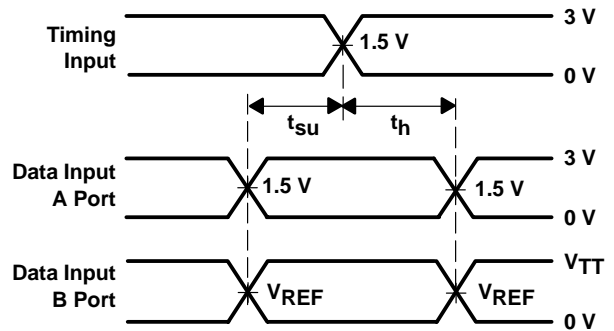 3 V
Timing
Input
1.5 V
0 V
tsu
th
3 V
Data Input
A Port
1.5 V
1.5 V
0 V
VTT
Data Input
B Port
VREF
VREF
0 V